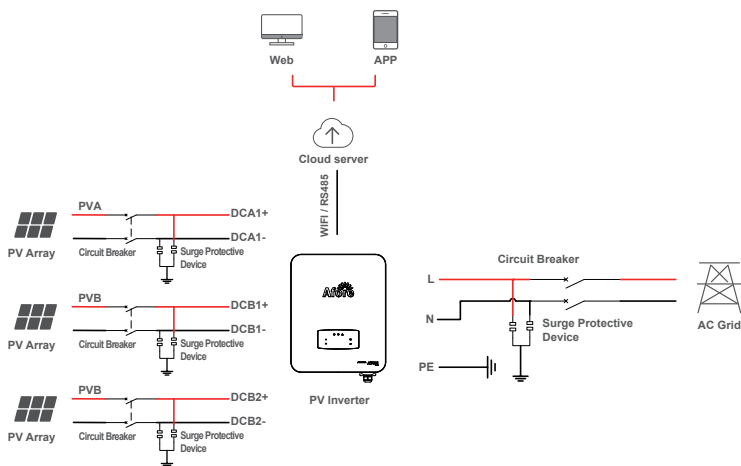 Web
APP
Cloud server
WIFI / RS485
PVA
DCA1+
DCA1-
PV Array
Circuit Breaker
Surge Protective
Device
PVB
DCB1+
DCB1-
PV Array
Circuit Breaker
Surge Protective
Device
PVB
DCB2+
DCB2-
PV Array
Circuit Breaker
Surge Protective
Device
Afore
PV Inverter
Circuit Breaker
L
N
Surge Protective
Device
PE
AC Grid